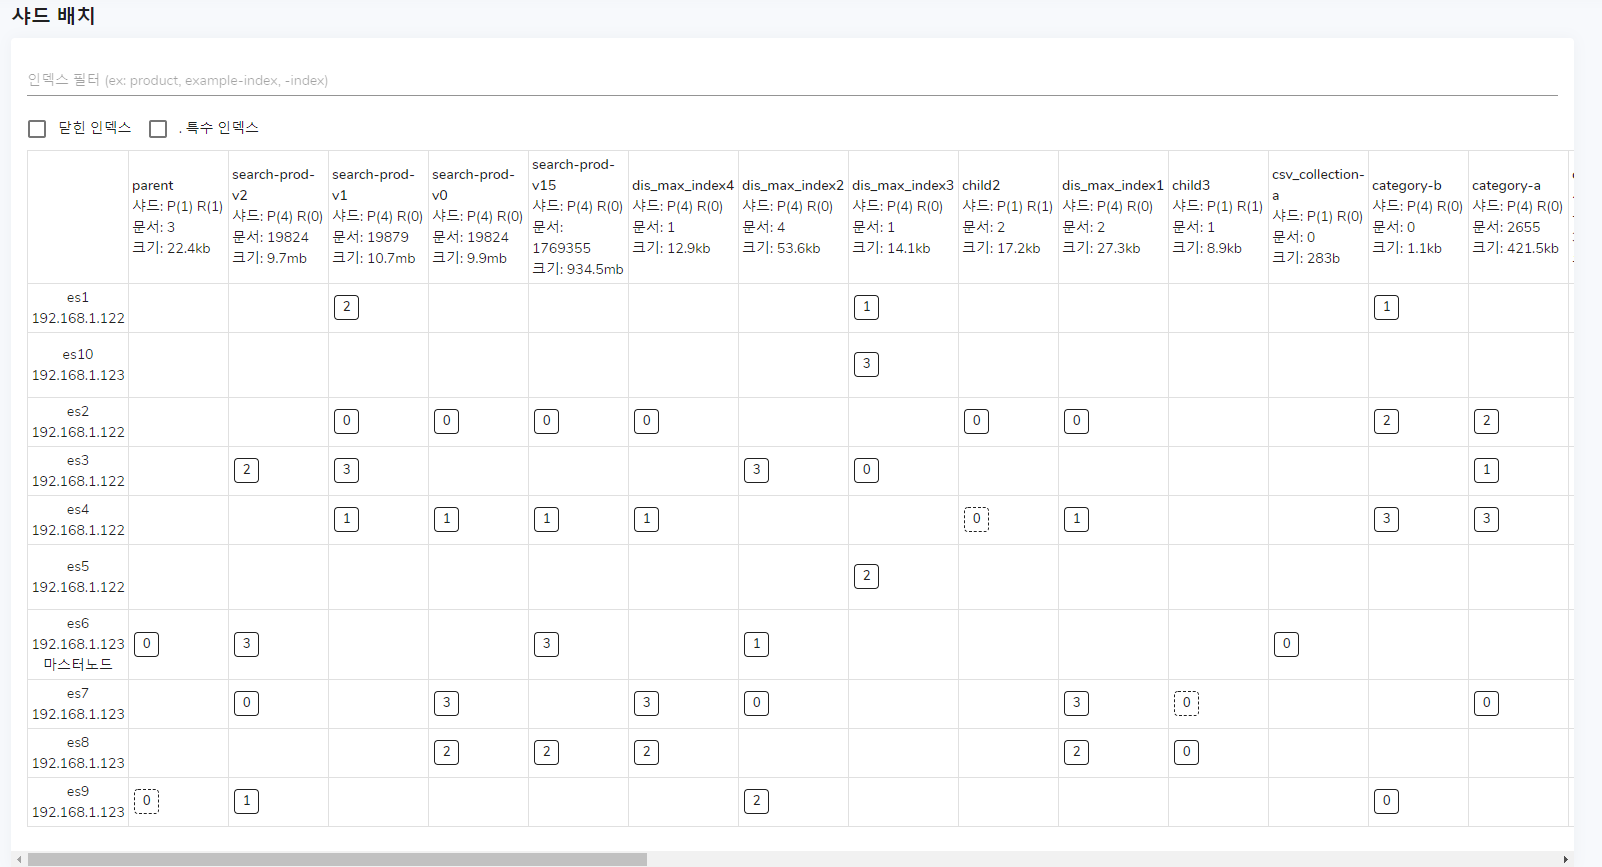 샤드 배치
인덱스 필터 (ex: product, example-index, -index)
닫힌 인덱스
. 특수 인덱스
parent
샤드: P(1) R(1)
문서: 3
크기: 22.4kb
search-prod-
v2
샤드: P(4) R(0)
문서: 19824
크기: 9.7mb
search-prod-
v1
샤드: P(4) R(0)
문서: 19879
크기: 10.7mb
search-prod-
v0
샤드: P(4) R(0)
문서: 19824
크기: 9.9mb
search-prod-
v15
샤드: P(4) R(0)
문서:
1769355
크기: 934.5mb
dis_max_index4
샤드: P(4) R(0)
문서: 1
크기: 12.9kb
dis_max_index2
샤드: P(4) R(0)
문서: 4
크기: 53.6kb
dis_max_index3
샤드: P(4) R(0)
문서: 1
크기: 14.1kb
child2
샤드: P(1) R(1)
문서: 2
크기: 17.2kb
dis_max_index1
샤드: P(4) R(0)
문서: 2
크기: 27.3kb
child3
샤드: P(1) R(1)
문서: 1
크기: 8.9kb
csv_collection-
a
샤드: P(1) R(0)
문서: 0
크기: 283b
category-b
샤드: P(4) R(0)
문서: 0
크기: 1.1kb
category-a
샤드: P(4) R(0)
문서: 2655
크기: 421.5kb
es1
192.168.1.122
2 1 1
es10
192.168.1.123
3
es2
192.168.1.122
0 0 0 0 0 0 2 2
es3
192.168.1.122
2 3 3 0 1
es4
192.168.1.122
1 1 1 1 0 1 3 3
es5
192.168.1.122
2
es6
192.168.1.123
마스터노드
0 3 3 1 0
es7
192.168.1.123
0 3 3 0 3 0 0
es8
192.168.1.123
2 2 2 2 0
es9
192.168.1.123
0 1 2 0